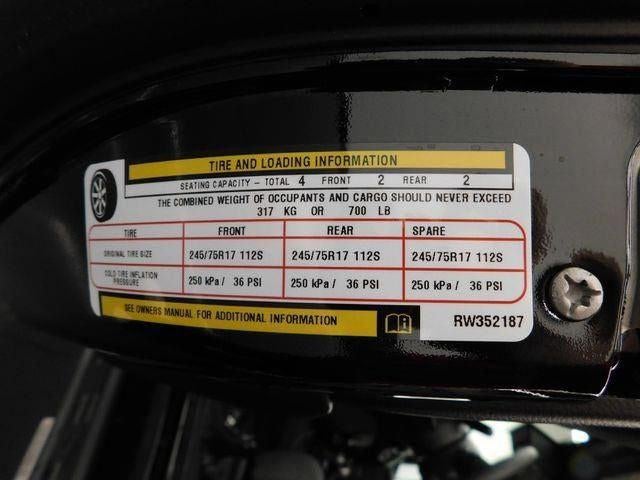 TIRE AND LOADING INFORMATION
SEATING CAPACITY - TOTAL 4 FRONT 2 REAR 2
THE COMBINED WEIGHT OF OCCUPANTS AND CARGO SHOULD NEVER EXCEED
317 KG OR 700 LB
TIRE FRONT REAR SPARE
ORIGINAL TIRE SIZE 245/75R17 112S 245/75R17 112S 245/75R17 112S
COLD TIRE INFLATION PRESSURE 250 kPa / 36 PSI 250 kPa / 36 PSI 250 kPa / 36 PSI
SEE OWNERS MANUAL FOR ADDITIONAL INFORMATION
RW352187